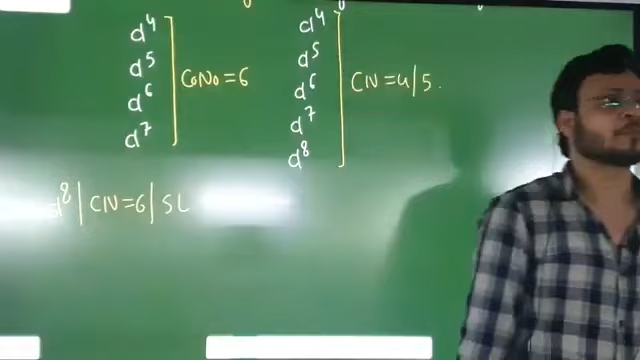 d⁴
d⁵
d⁶
d⁷
CoNo=6
d⁴
d⁵
d⁶
d⁷
d⁸
CN=4/5.
d⁸ | CN=6 | SL